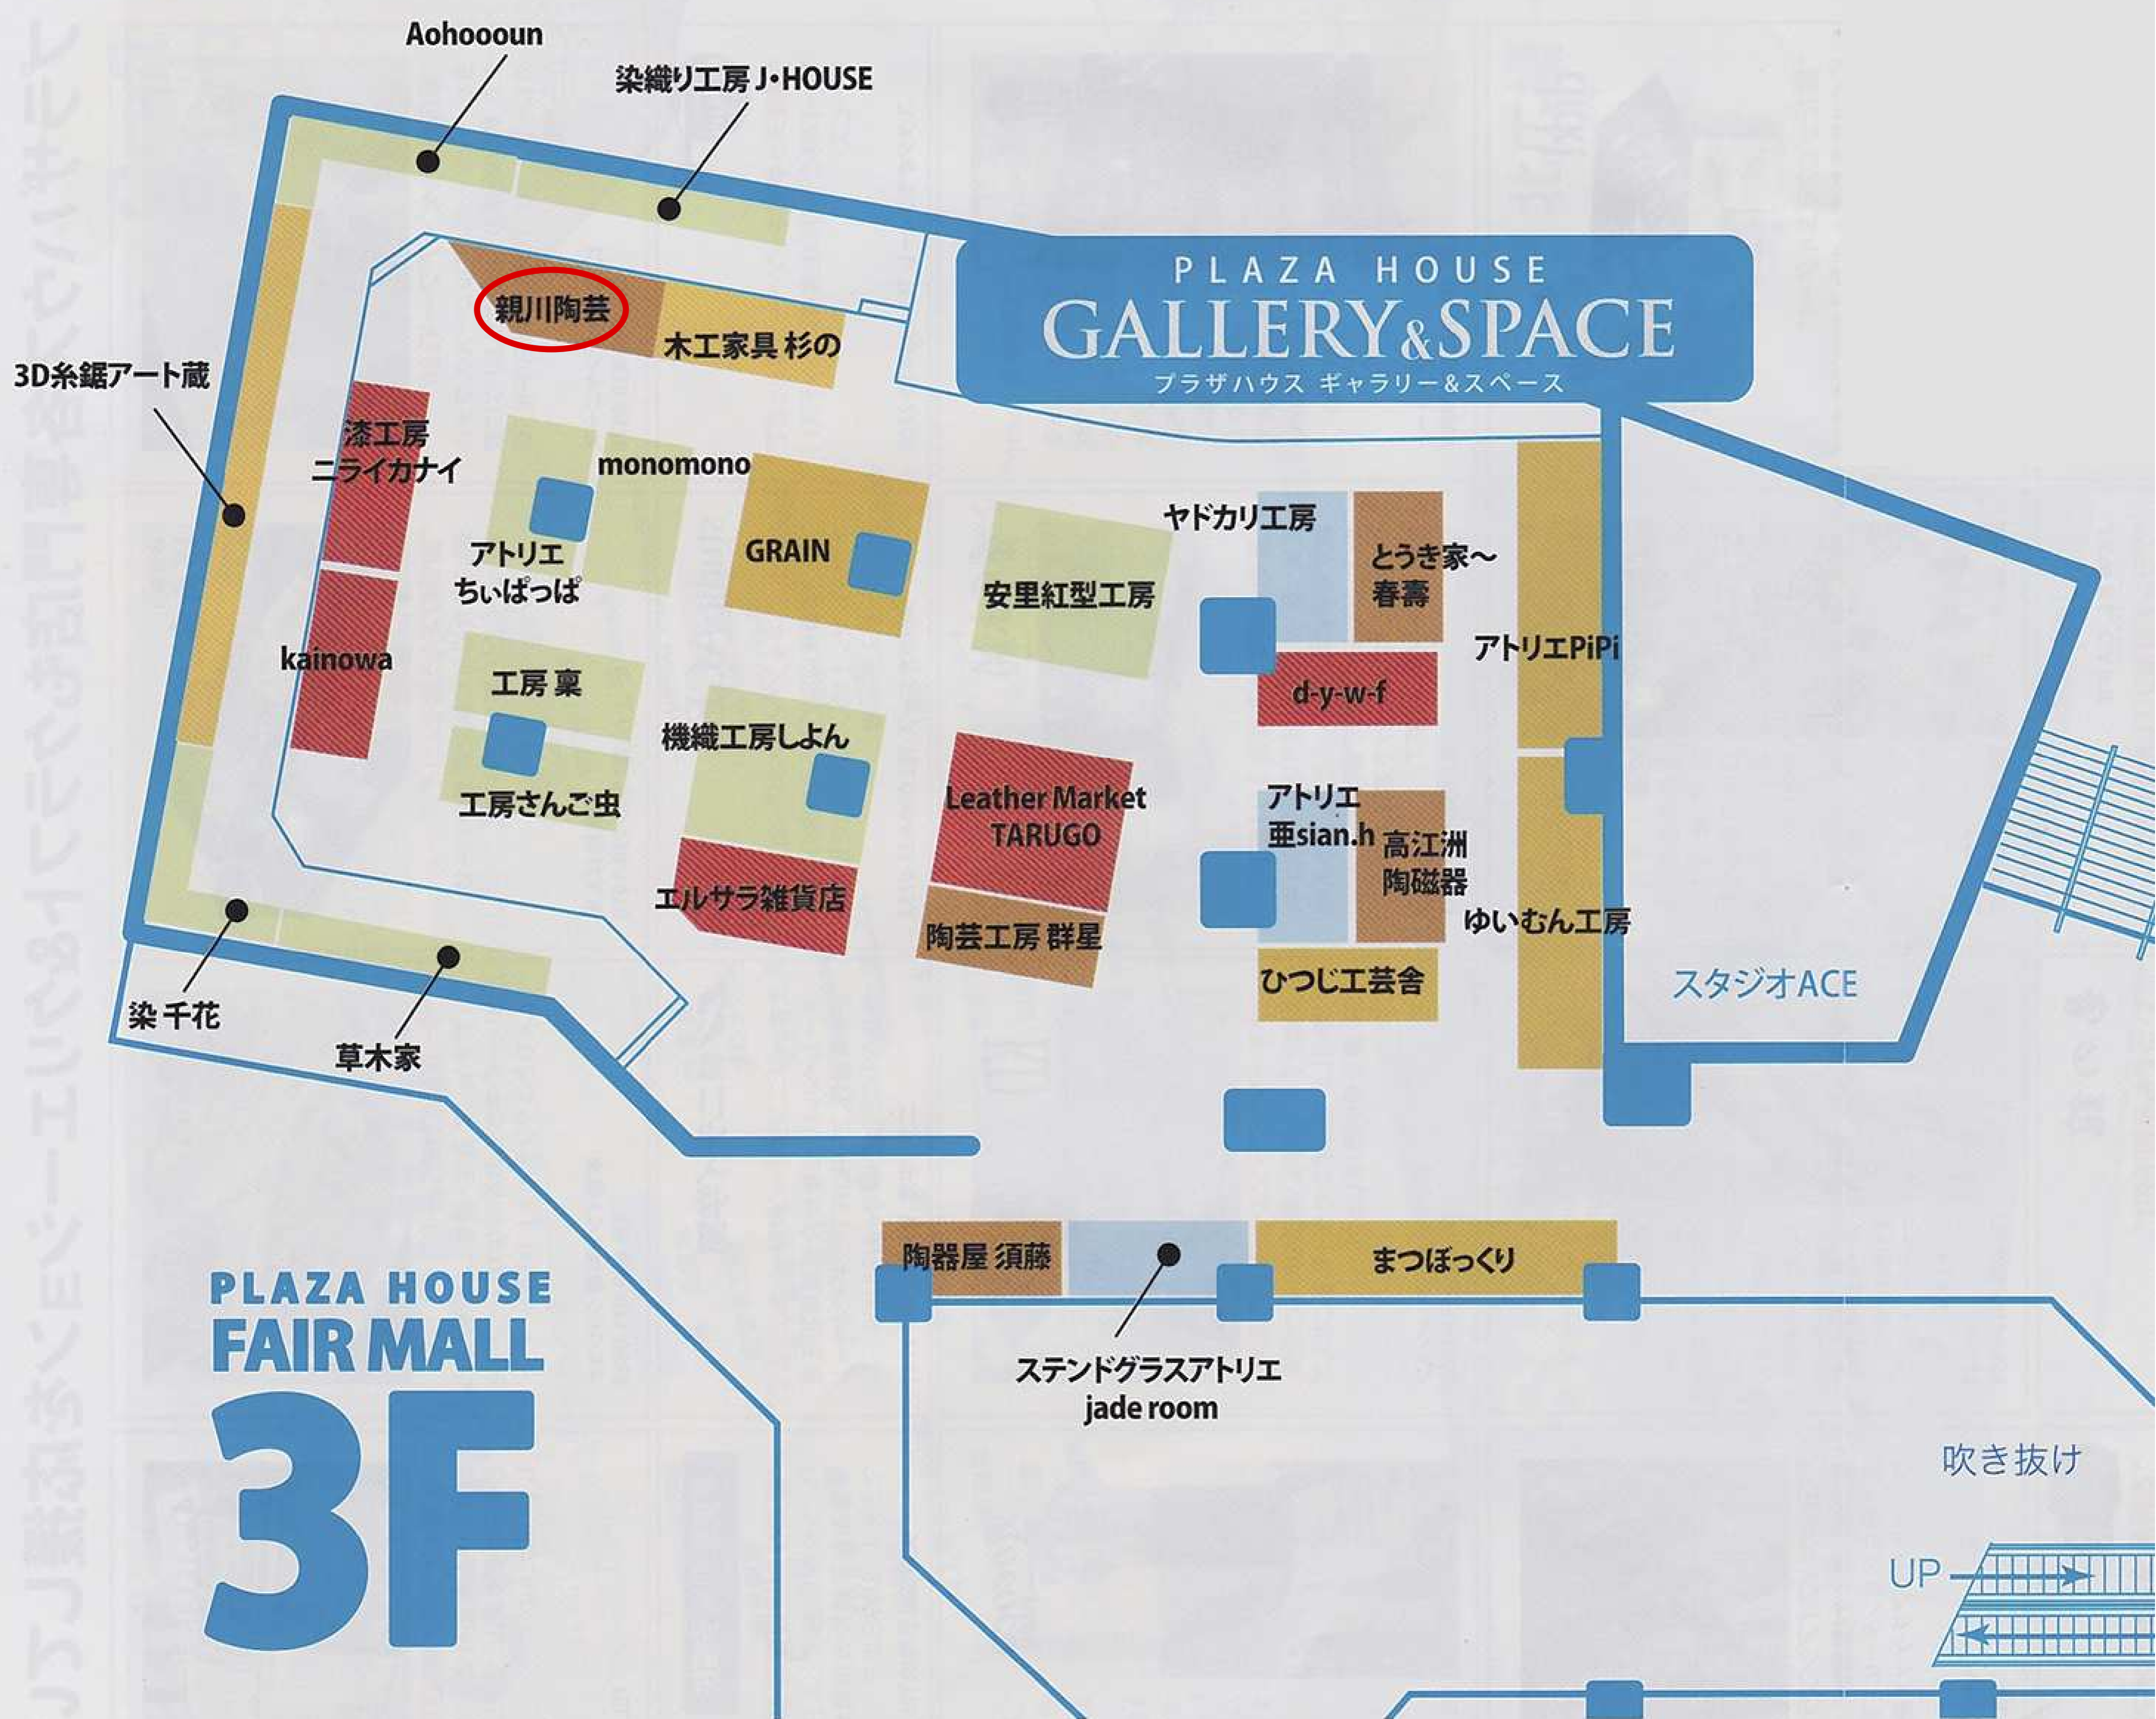 Aohoooun
染織り工房 J・HOUSE
PLAZA HOUSE
GALLERY&SPACE
プラザハウス ギャラリー&スペース
親川陶芸
木工家具 杉の
3D糸鋸アート蔵
漆工房
ニライカナイ
monomono
アトリエ
ちぃぱっぱ
GRAIN
安里紅型工房
ヤドカリ工房
とうき家～
春壽
アトリエPiPi
kainowa
工房 稟
d-y-w-f
機織工房しよん
工房さんご虫
Leather Market
TARUGO
アトリエ
亜sian.h
高江洲
陶磁器
エルサラ雑貨店
陶芸工房 群星
ゆいむん工房
ひつじ工芸舎
スタジオACE
染 千花
草木家
陶器屋 須藤
まつぼっくり
ステンドグラスアトリエ
jade room
PLAZA HOUSE
FAIR MALL
3F
吹き抜け
UP